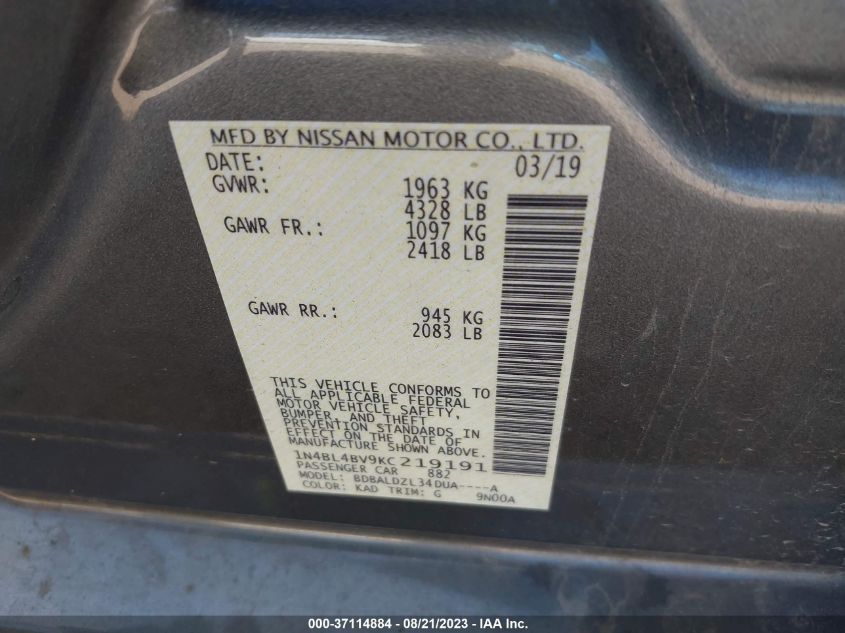 MFD BY NISSAN MOTOR CO., LTD.
DATE: 03/19
GVWR: 1963 KG
4328 LB
GAWR FR.: 1097 KG
2418 LB
GAWR RR.: 945 KG
2083 LB
THIS VEHICLE CONFORMS TO
ALL APPLICABLE FEDERAL
MOTOR VEHICLE SAFETY,
BUMPER, AND THEFT
PREVENTION STANDARDS IN
EFFECT ON THE DATE OF
MANUFACTURE SHOWN ABOVE.
1N4BL4BV9KC219191
PASSENGER CAR 882
MODEL: BDBALDZL34DUA----A
COLOR: KAD TRIM: G 9N00A
000-37114884 - 08/21/2023 - IAA Inc.